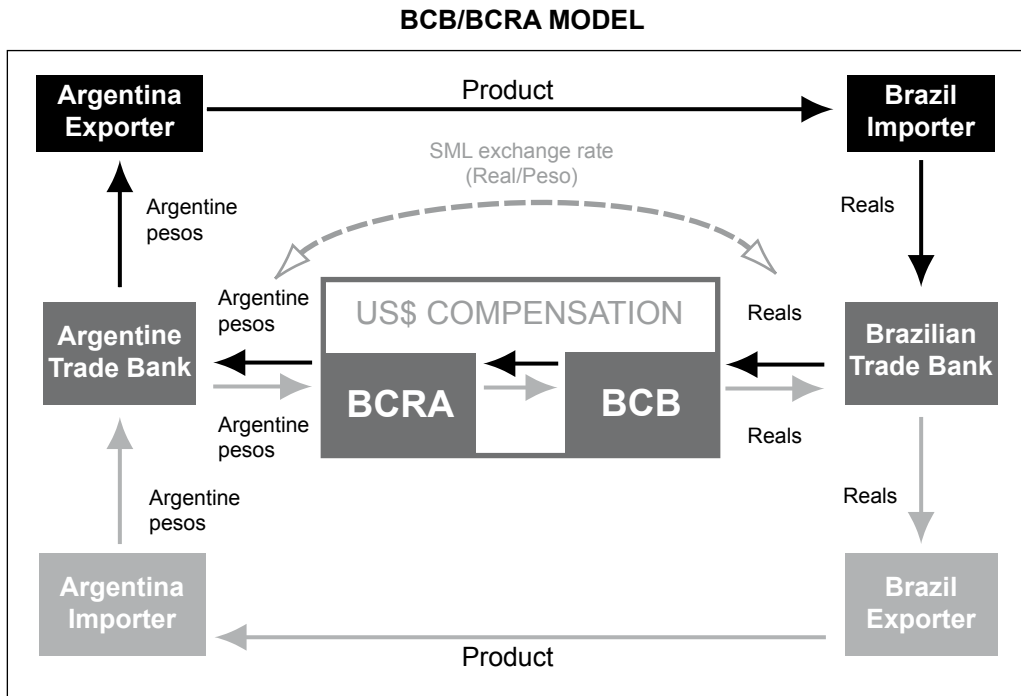 BCB/BCRA MODEL
Argentina
Exporter
Product
Brazil
Importer
SML exchange rate
(Real/Peso)
Argentine
pesos
Reals
Argentine
pesos
US$ COMPENSATION
Reals
Argentine
Trade Bank
Brazilian
Trade Bank
BCRA
BCB
Argentine
pesos
Reals
Argentine
pesos
Reals
Argentina
Importer
Brazil
Exporter
Product